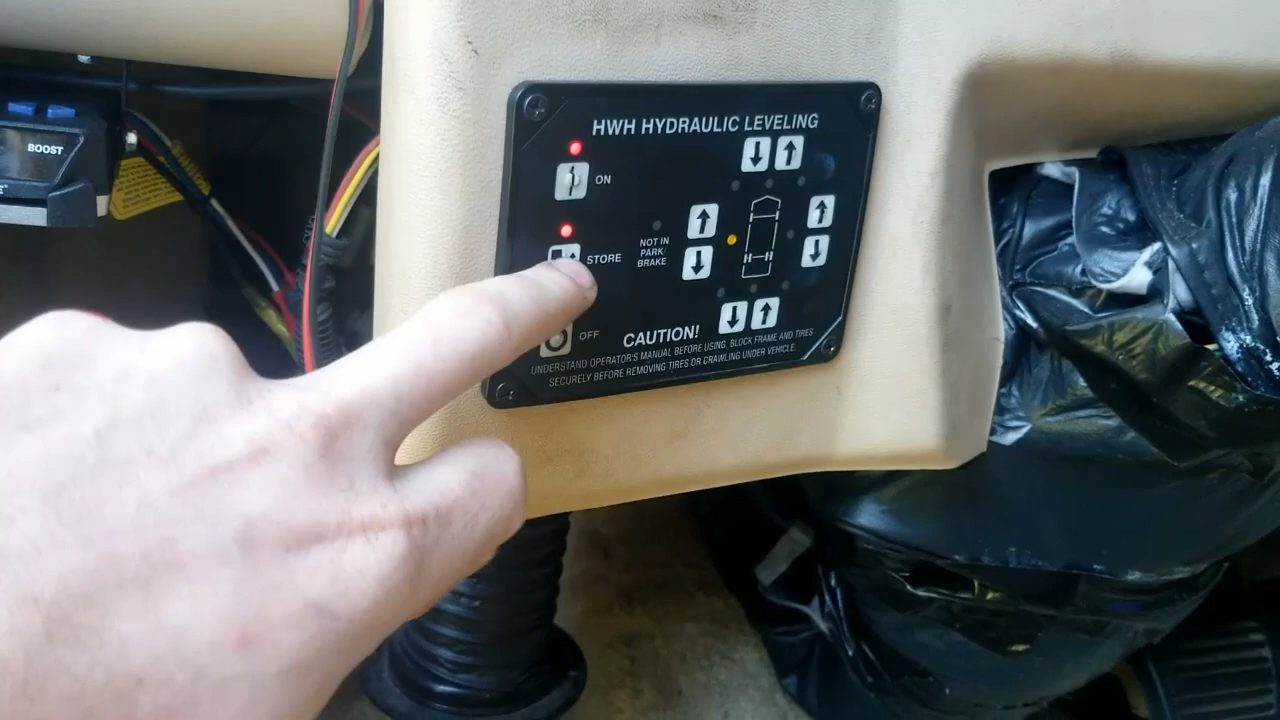 BOOST
HWH HYDRAULIC LEVELING
ON
STORE
NOT IN
PARK/
BRAKE
OFF
CAUTION!
UNDERSTAND OPERATOR'S MANUAL BEFORE USING. BLOCK FRAME AND TIRES
SECURELY BEFORE REMOVING TIRES OR CRAWLING UNDER VEHICLE.